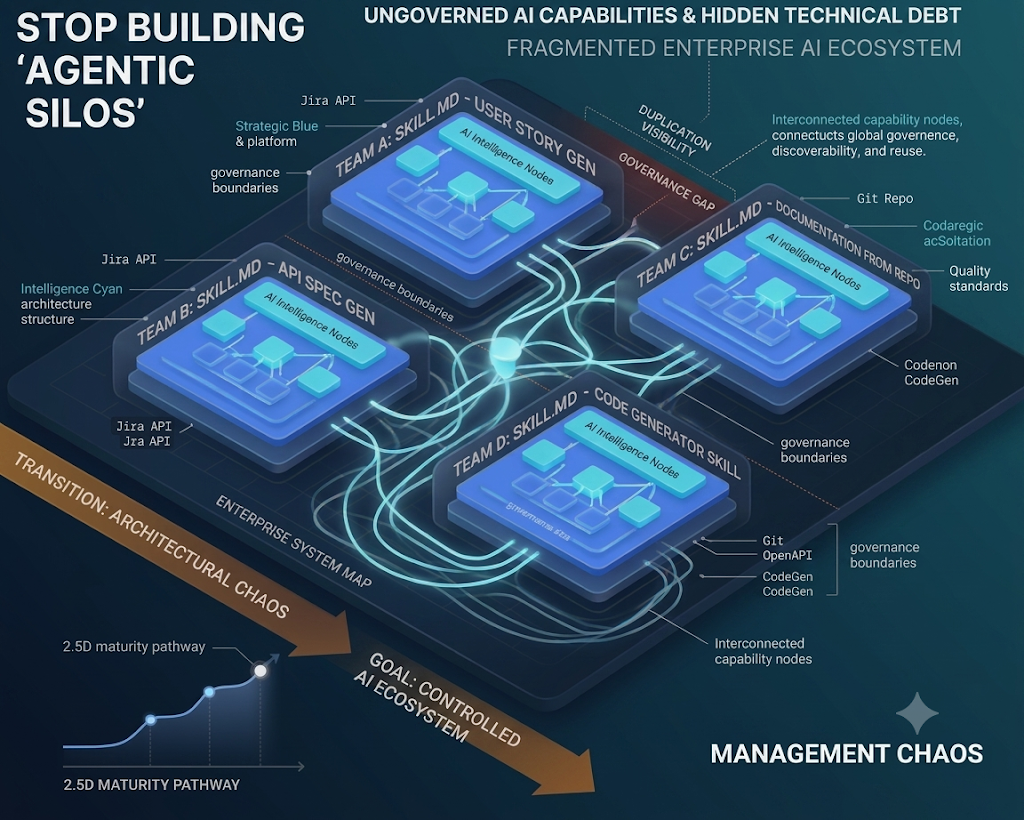 STOP BUILDING
‘AGENTIC
SILOS’
UNGOVERNED AI CAPABILITIES & HIDDEN TECHNICAL DEBT
FRAGMENTED ENTERPRISE AI ECOSYSTEM
Jira API
Strategic Blue
& platform
governance
boundaries
TEAM A: SKILL.MD - USER STORY GEN
AI Intelligence Nodes
DUPLICATION
VISIBILITY
GOVERNANCE GAP
Interconnected capability nodes,
connectucts global governence,
discoverability, and reuse.
Git Repo
Codaregic
acSoltation
Quality
standards
TEAM C: SKILL.MD - DOCUMENTATION FROM REPO
AI Intelligence Nodes
Codenon
CodeGen
Jira API
Intelligence Cyan
architecture
structure
governance boundaries
TEAM B: SKILL.MD - API SPEC GEN
AI Intelligence Nodes
Jira API
Jra API
TEAM D: SKILL.MD - CODE GENERATOR SKILL
AI Intelligence Nodes
governance
boundaries
Git
OpenAPI
CodeGen
CodeGen
governance
boundaries
Interconnected
capability nodes
ENTERPRISE SYSTEM MAP
TRANSITION: ARCHITECTURAL CHAOS
GOAL: CONTROLLED
AI ECOSYSTEM
2.5D maturity pathway
2.5D MATURITY PATHWAY
MANAGEMENT CHAOS